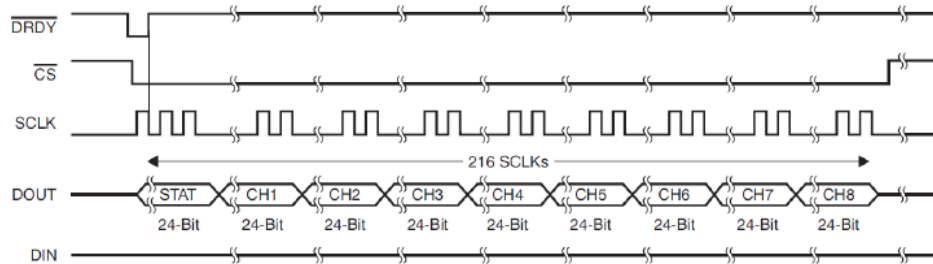 DRDY
CS
SCLK
216 SCLKs
DOUT STAT CH1 CH2 CH3 CH4 CH5 CH6 CH7 CH8
24-Bit 24-Bit 24-Bit 24-Bit 24-Bit 24-Bit 24-Bit 24-Bit 24-Bit
DIN